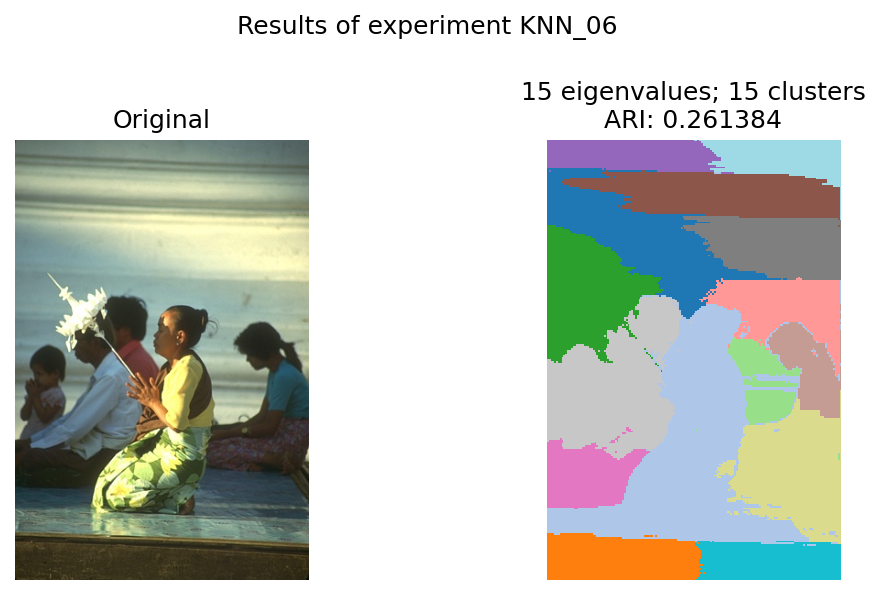 Results of experiment KNN_06
Original
15 eigenvalues; 15 clusters
ARI: 0.261384